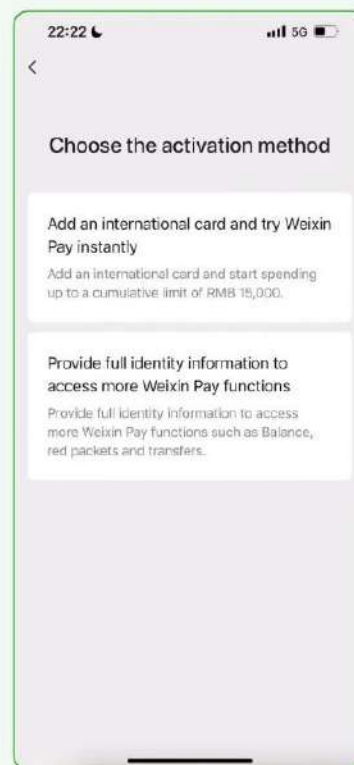 22:22
5G
Choose the activation method
Add an international card and try Weixin
Pay instantly
Add an international card and start spending
up to a cumulative limit of RMB 15,000.
Provide full identity information to
access more Weixin Pay functions
Provide full identity information to access
more Weixin Pay functions such as Balance,
red packets and transfers.